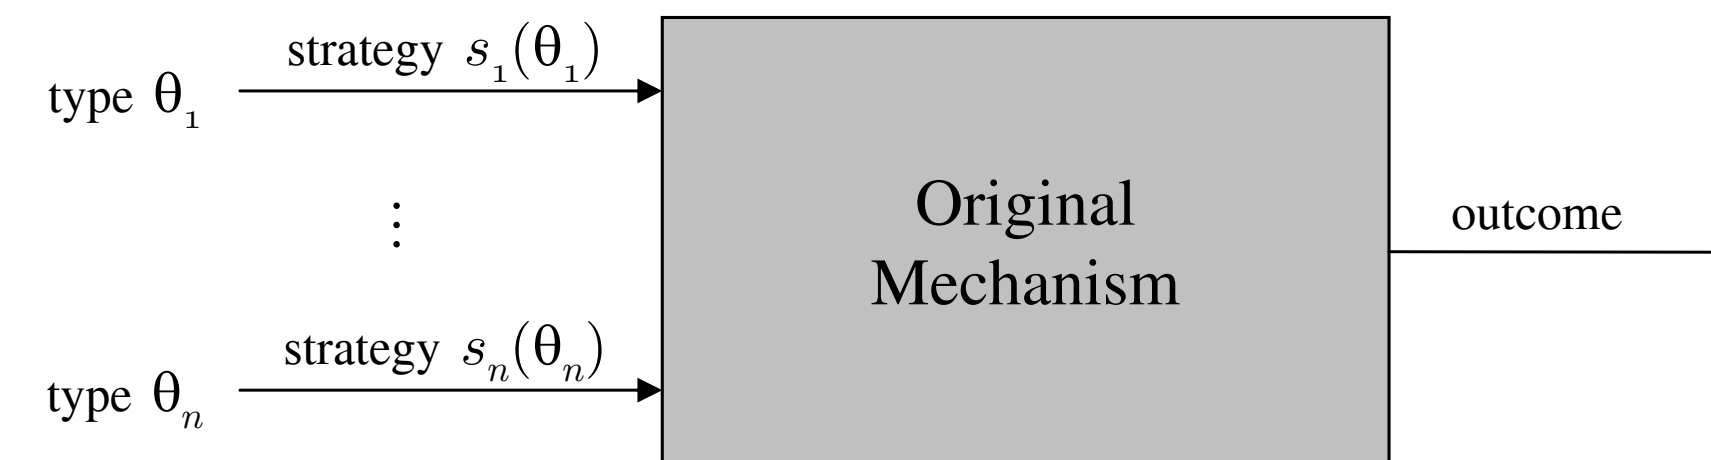 strategy s₁(θ₁)
type θ₁
⋮
Original
Mechanism
outcome
strategy sₙ(θₙ)
type θₙ